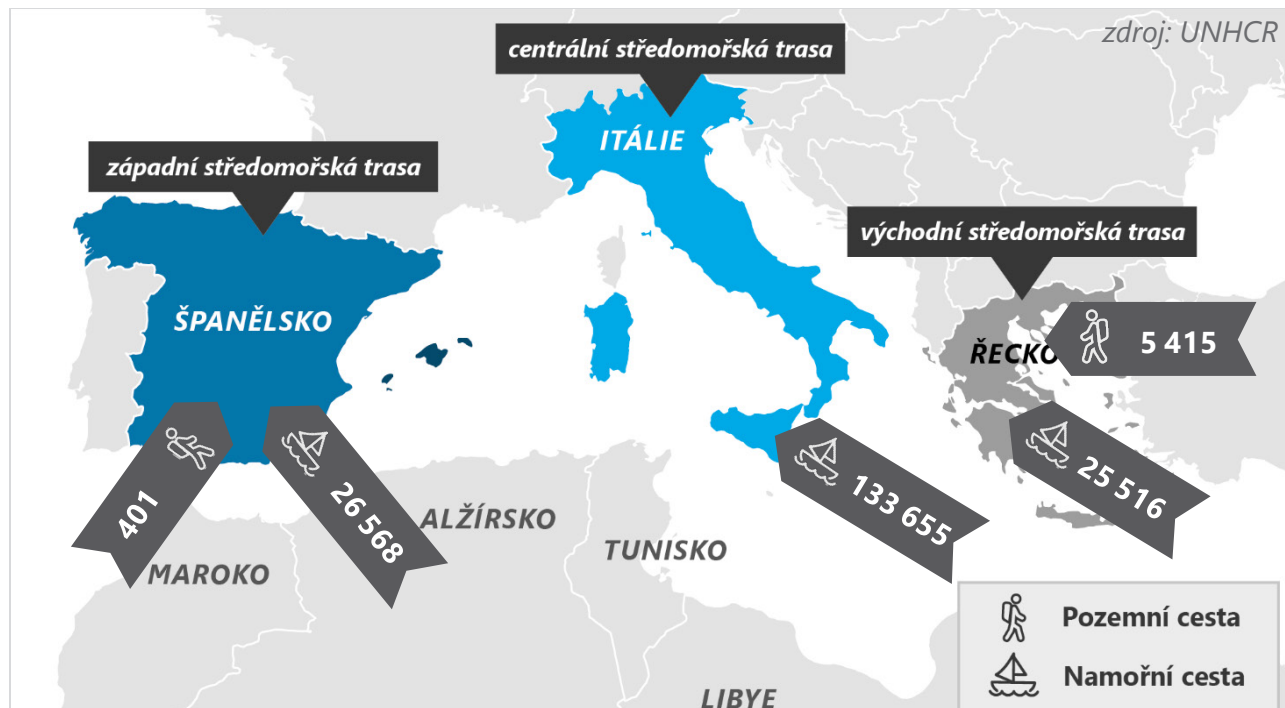 zdroj: UNHCR
centrální středomořská trasa
ITÁLIE
západní středomořská trasa
východní středomořská trasa
ŠPANĚLSKO
ŘECKO
5 415
401
26 568
133 655
25 516
ALŽÍRSKO
TUNISKO
MAROKO
Pozemní cesta
Namořní cesta
LIBYE